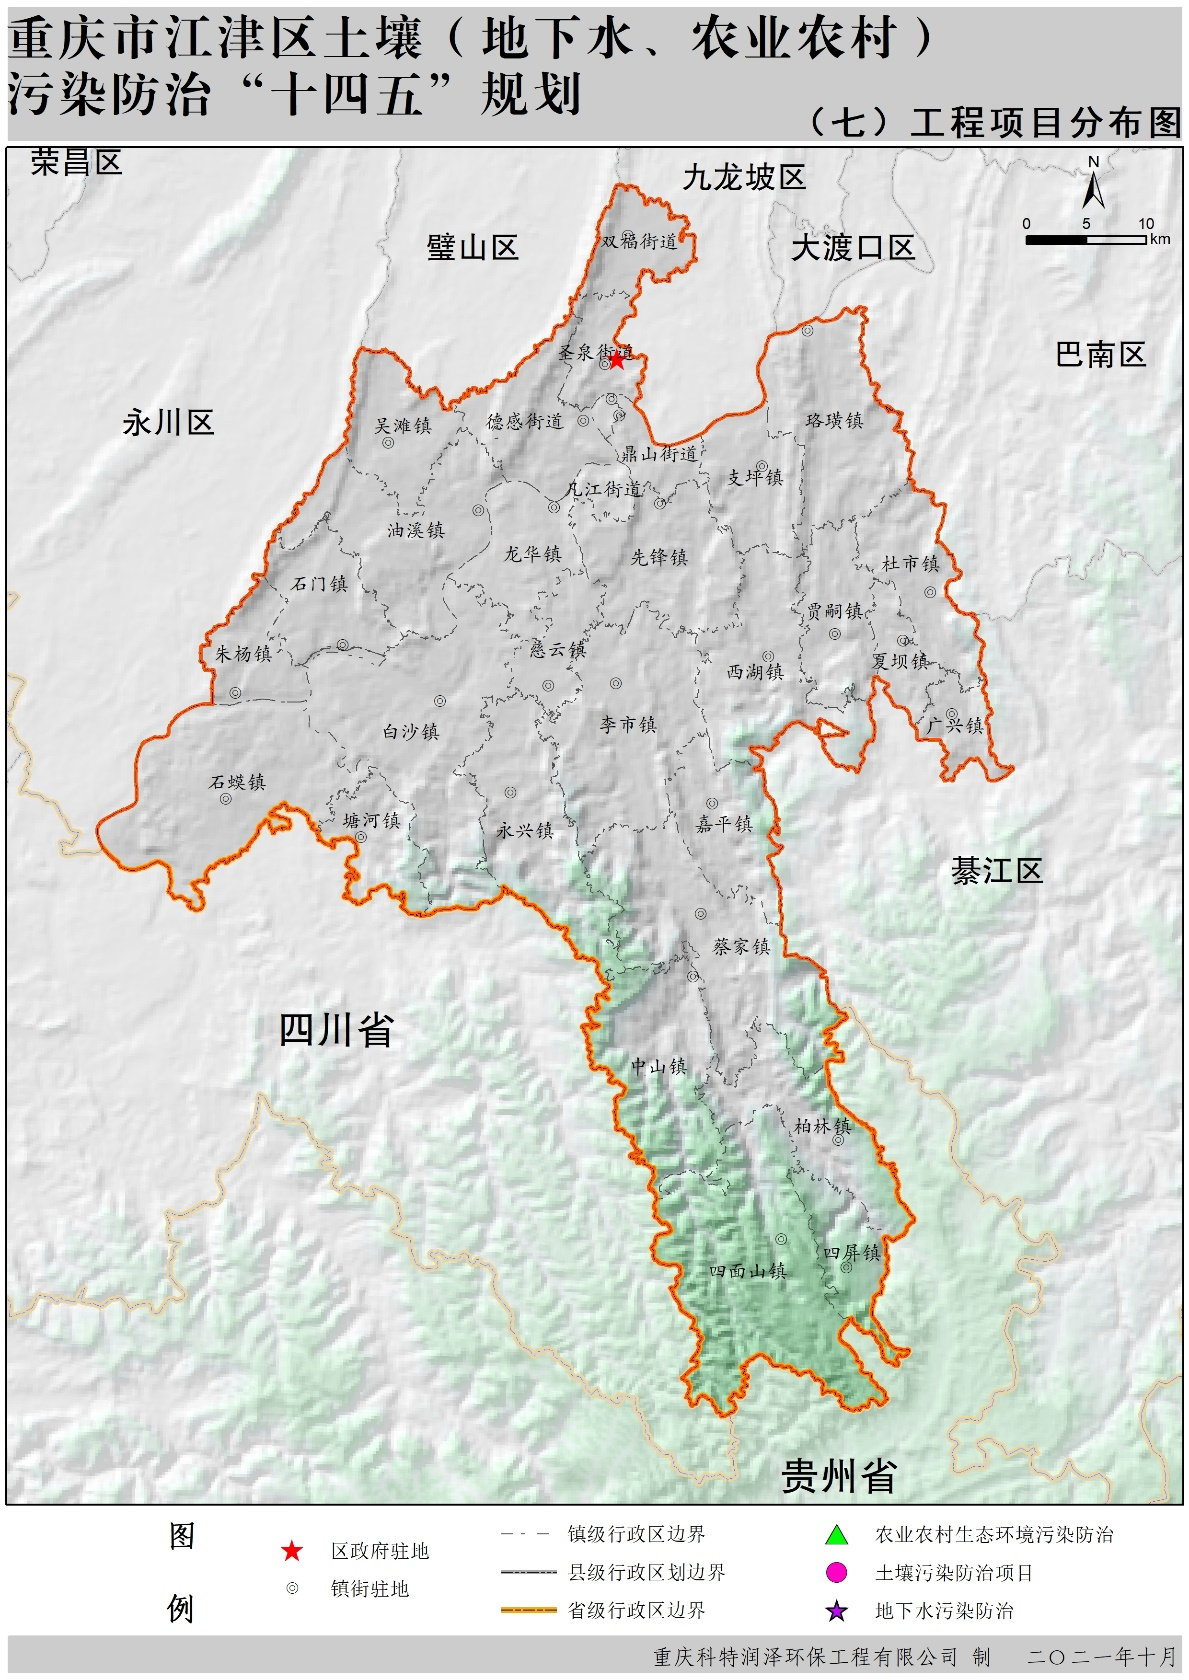 重庆市江津区土壤（地下水、农业农村）
污染防治“十四五”规划
（七）工程项目分布图
荣昌区
九龙坡区
N
璧山区
双福街道
大渡口区
0 5 10
km
圣泉街道
巴南区
永川区
吴滩镇
德感街道
珞璜镇
鼎山街道
支坪镇
几江街道
油溪镇
龙华镇
先锋镇
杜市镇
石门镇
贾嗣镇
朱杨镇
慈云镇
夏坝镇
西湖镇
白沙镇
李市镇
广兴镇
石蟆镇
塘河镇
永兴镇
嘉平镇
綦江区
蔡家镇
四川省
中山镇
柏林镇
四屏镇
四面山镇
贵州省
图
例
区政府驻地
镇街驻地
镇级行政区边界
县级行政区划边界
省级行政区边界
农业农村生态环境污染防治
土壤污染防治项目
地下水污染防治
重庆科特润泽环保工程有限公司 制 二〇二一年十月